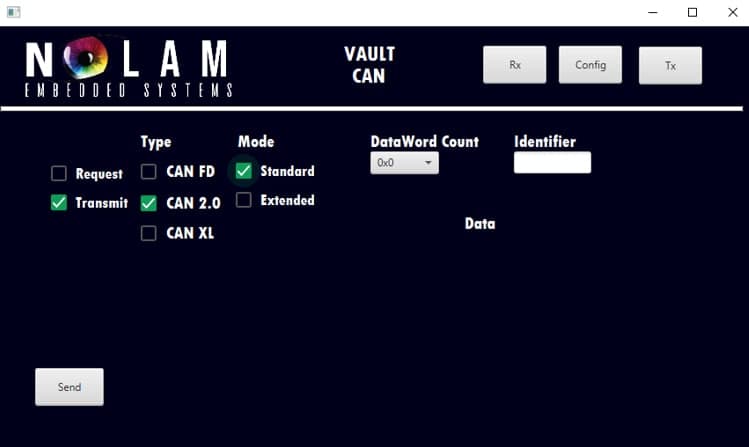 NOLAM
EMBEDDED SYSTEMS
VAULT
CAN
Rx
Config
Tx
Type
Mode
DataWord Count
Identifier
Request
CAN FD
Standard
0x0
Transmit
CAN 2.0
Extended
CAN XL
Data
Send